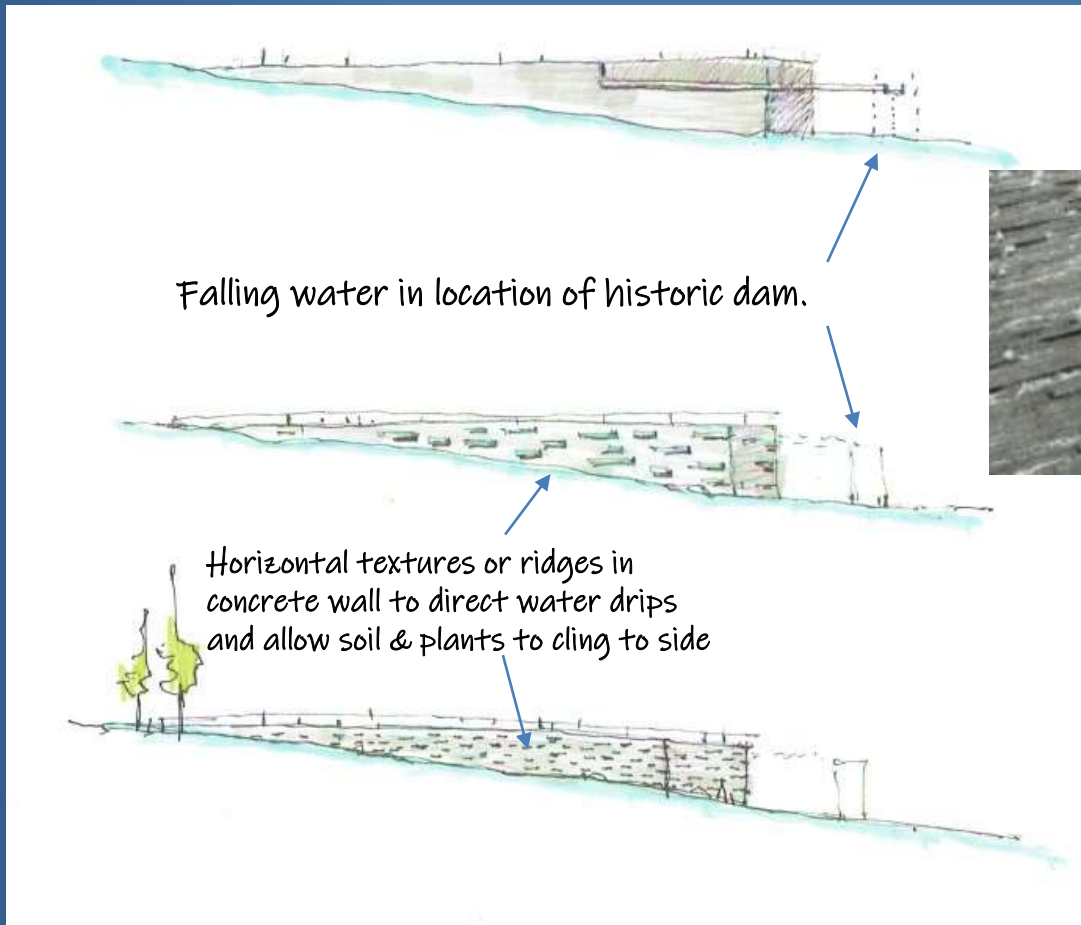 Falling water in location of historic dam.
Horizontal textures or ridges in
concrete wall to direct water drips
and allow soil & plants to cling to side